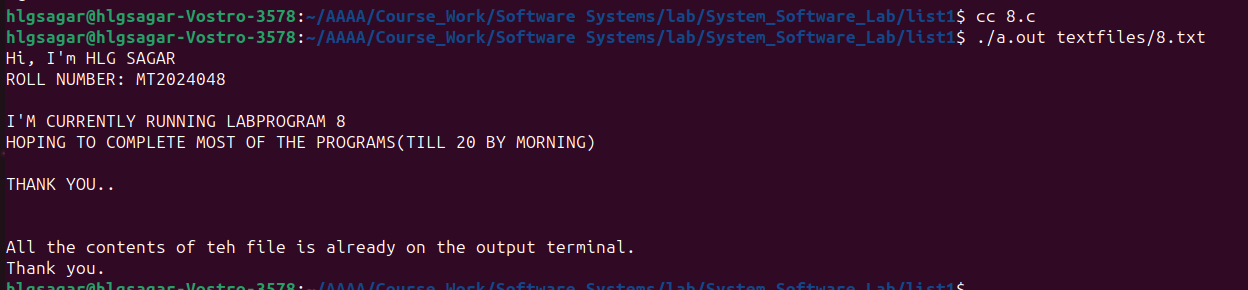 hlgsagar@hlgsagar-Vostro-3578:~/AAAA/Course_Work/Software Systems/lab/System_Software_Lab/list1$ cc 8.c
hlgsagar@hlgsagar-Vostro-3578:~/AAAA/Course_Work/Software Systems/lab/System_Software_Lab/list1$ ./a.out textfiles/8.txt
Hi, I'm HLG SAGAR
ROLL NUMBER: MT2024048
I'M CURRENTLY RUNNING LABPROGRAM 8
HOPING TO COMPLETE MOST OF THE PROGRAMS(TILL 20 BY MORNING)
THANK YOU..
All the contents of teh file is already on the output terminal.
Thank you.
hlgsagar@hlgsagar-Vostro-3578:~/AAAA/Course_Work/Software Systems/lab/System_Software_Lab/list1$